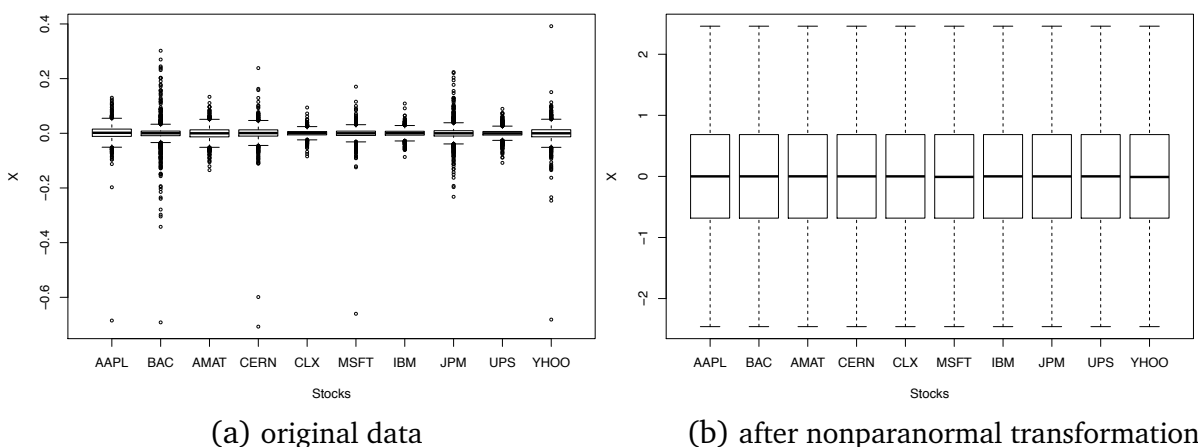 0.4
0.2
0.0
−0.2
−0.4
−0.6
X
AAPL BAC AMAT CERN CLX MSFT IBM JPM UPS YHOO
Stocks
(a) original data
2
1
0
−1
−2
X
AAPL BAC AMAT CERN CLX MSFT IBM JPM UPS YHOO
Stocks
(b) after nonparanormal transformation